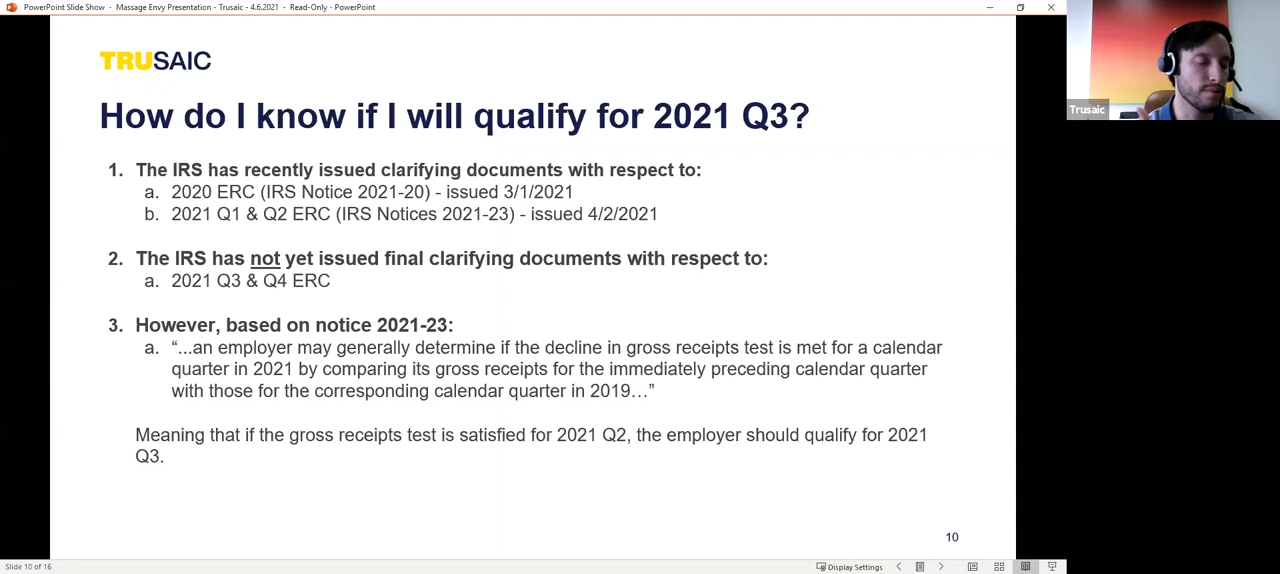 PowerPoint Slide Show - Massage Envy Presentation - Trusaic - 4.6.2021 - Read-Only - PowerPoint
TRUSAIC
Trusaic
How do I know if I will qualify for 2021 Q3?
1. The IRS has recently issued clarifying documents with respect to:
a. 2020 ERC (IRS Notice 2021-20) - issued 3/1/2021
b. 2021 Q1 & Q2 ERC (IRS Notices 2021-23) - issued 4/2/2021
2. The IRS has not yet issued final clarifying documents with respect to:
a. 2021 Q3 & Q4 ERC
3. However, based on notice 2021-23:
a. “...an employer may generally determine if the decline in gross receipts test is met for a calendar
quarter in 2021 by comparing its gross receipts for the immediately preceding calendar quarter
with those for the corresponding calendar quarter in 2019…”
Meaning that if the gross receipts test is satisfied for 2021 Q2, the employer should qualify for 2021
Q3.
10
Slide 10 of 16
Display Settings